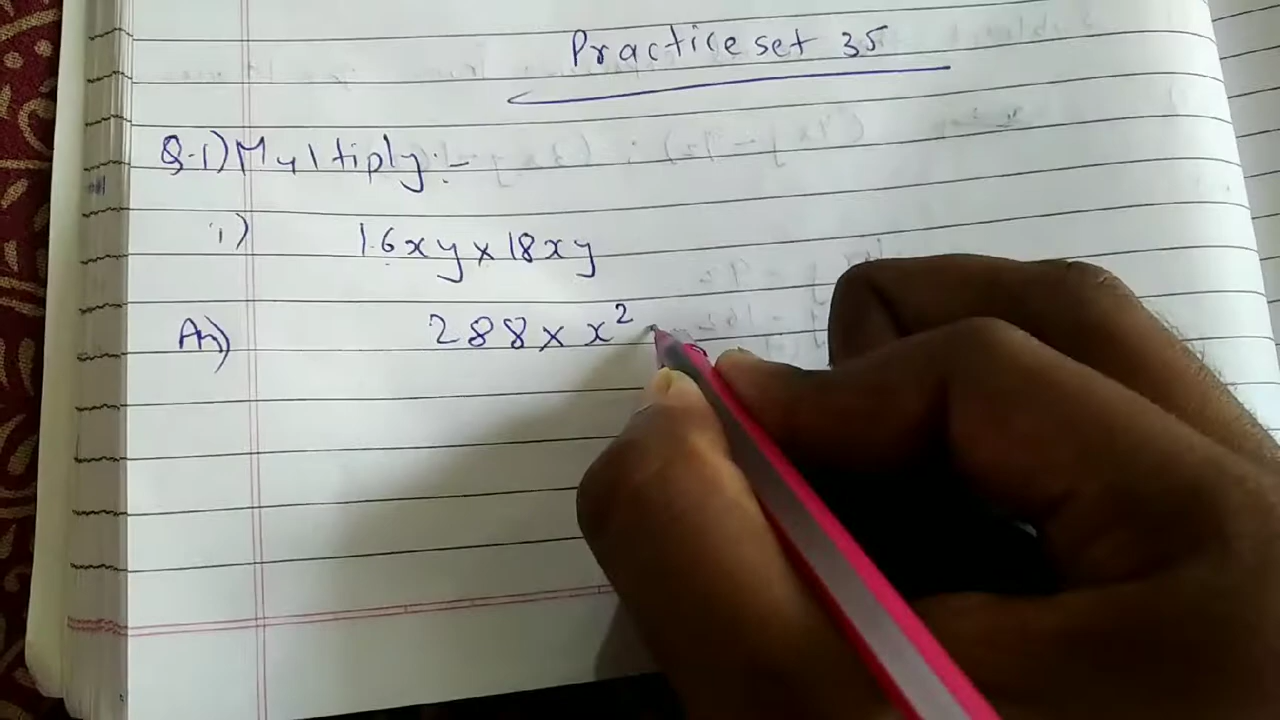 Practice set 35
Q.1) Multiply :-
i) 16xy × 18xy
An) 288 × x²